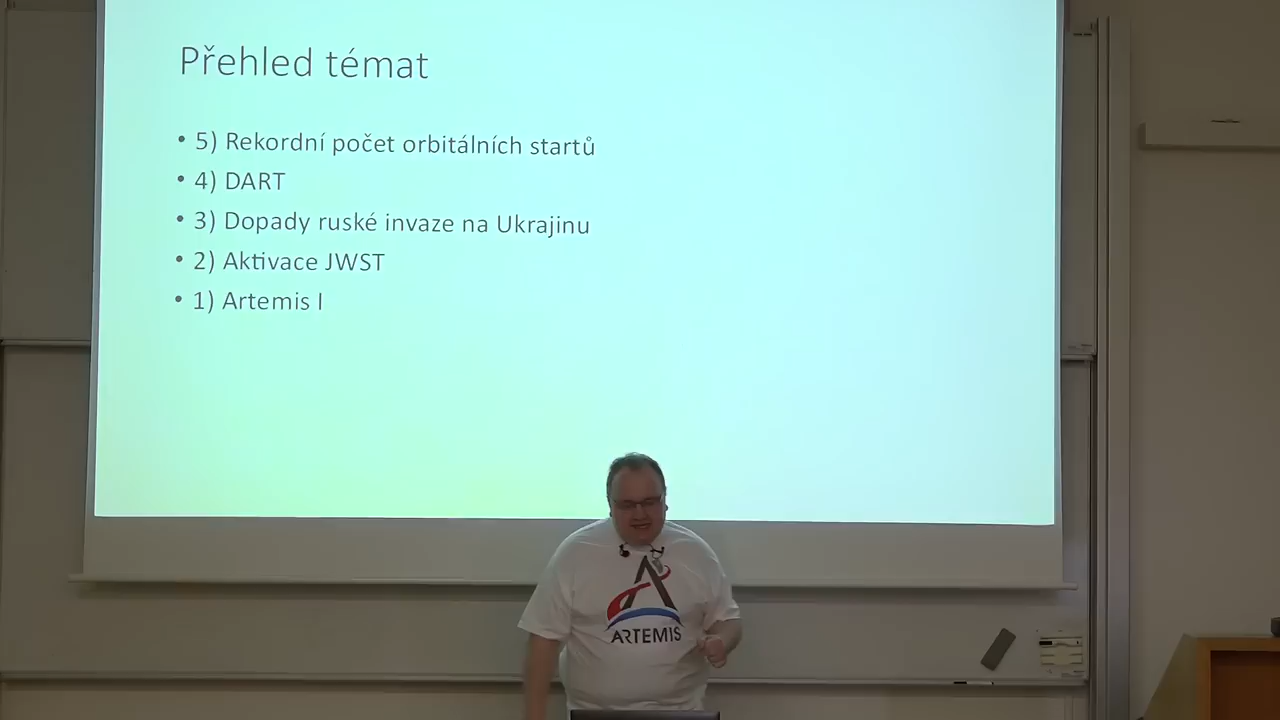 Přehled témat
• 5) Rekordní počet orbitálních startů
• 4) DART
• 3) Dopady ruské invaze na Ukrajinu
• 2) Aktivace JWST
• 1) Artemis I
ARTEMIS